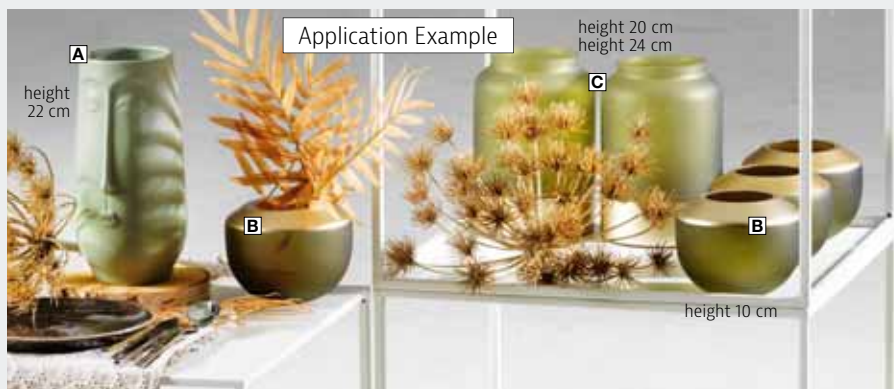 Application Example
A
height
22 cm
B
height 20 cm
height 24 cm
C
B
height 10 cm